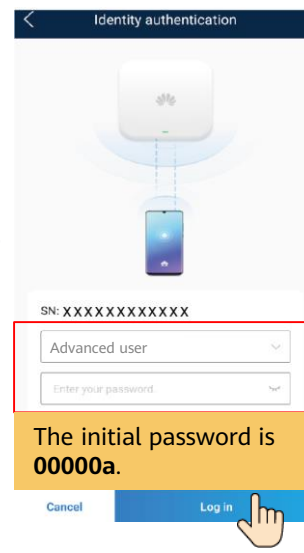 Identity authentication
SN: XXXXXXXXXXXX
Advanced user
Enter your password.
The initial password is
00000a.
Cancel
Log in